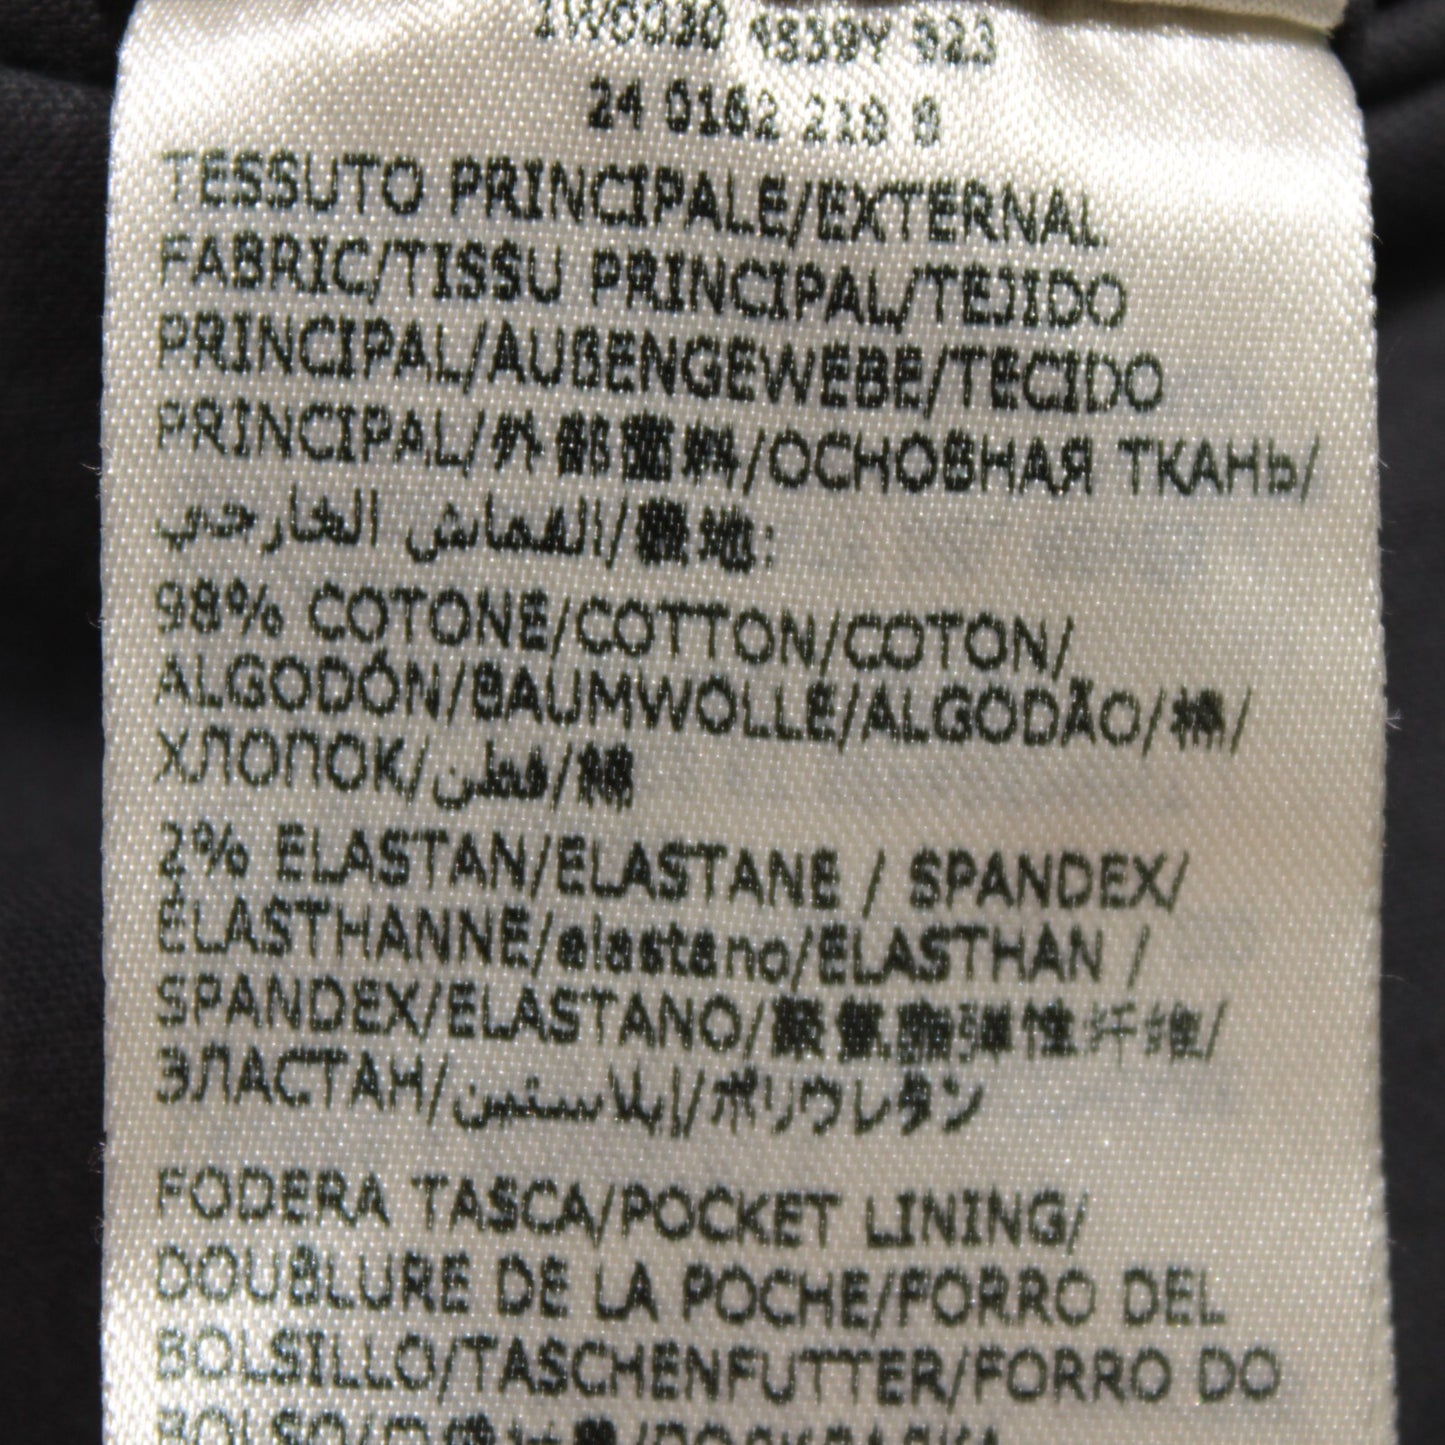 24 0162 219 8
TESSUTO PRINCIPALE/EXTERNAL
FABRIC/TISSU PRINCIPAL/TEJIDO
PRINCIPAL/AUßENGEWEBE/TECIDO
PRINCIPAL/外部面料/ОСНОВНАЯ ТКАНЬ/
القماش الخارجي/表地:
98% COTONE/COTTON/COTON/
ALGODÓN/BAUMWOLLE/ALGODÃO/棉/
ХЛОПОК/قطن/綿
2% ELASTAN/ELASTANE / SPANDEX/
ÉLASTHANNE/elastano/ELASTHAN /
SPANDEX/ELASTANO/聚氨酯弹性纤维/
ЭЛАСТАН/إيلاستين/ポリウレタン
FODERA TASCA/POCKET LINING/
DOUBLURE DE LA POCHE/FORRO DEL
BOLSILLO/TASCHENFUTTER/FORRO DO
BOLSO/